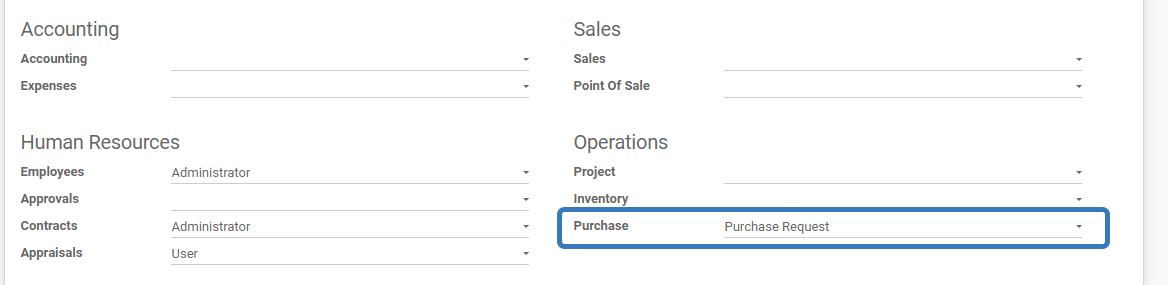 Accounting
Accounting
Expenses
Sales
Sales
Point Of Sale
Human Resources
Employees Administrator
Approvals
Contracts Administrator
Appraisals User
Operations
Project
Inventory
Purchase Purchase Request